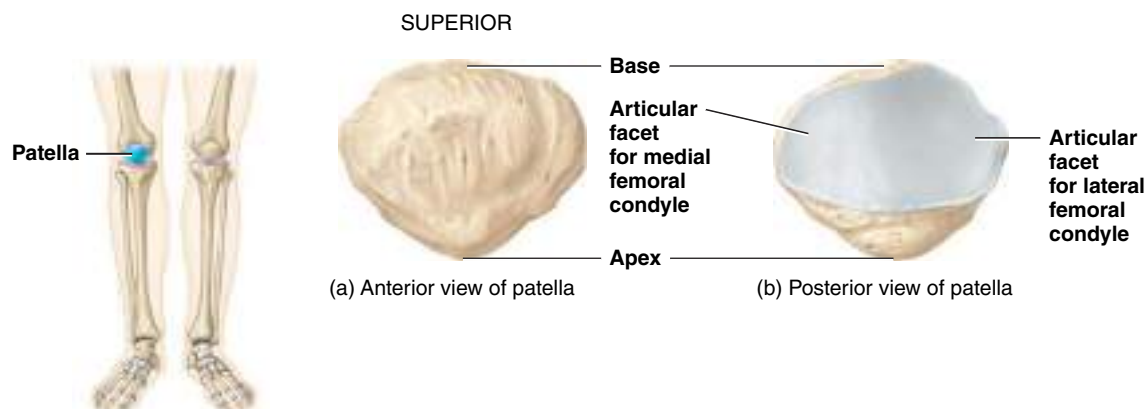 SUPERIOR
Patella
Base
Articular
facet
for medial
femoral
condyle
Articular
facet
for lateral
femoral
condyle
Apex
(a) Anterior view of patella
(b) Posterior view of patella